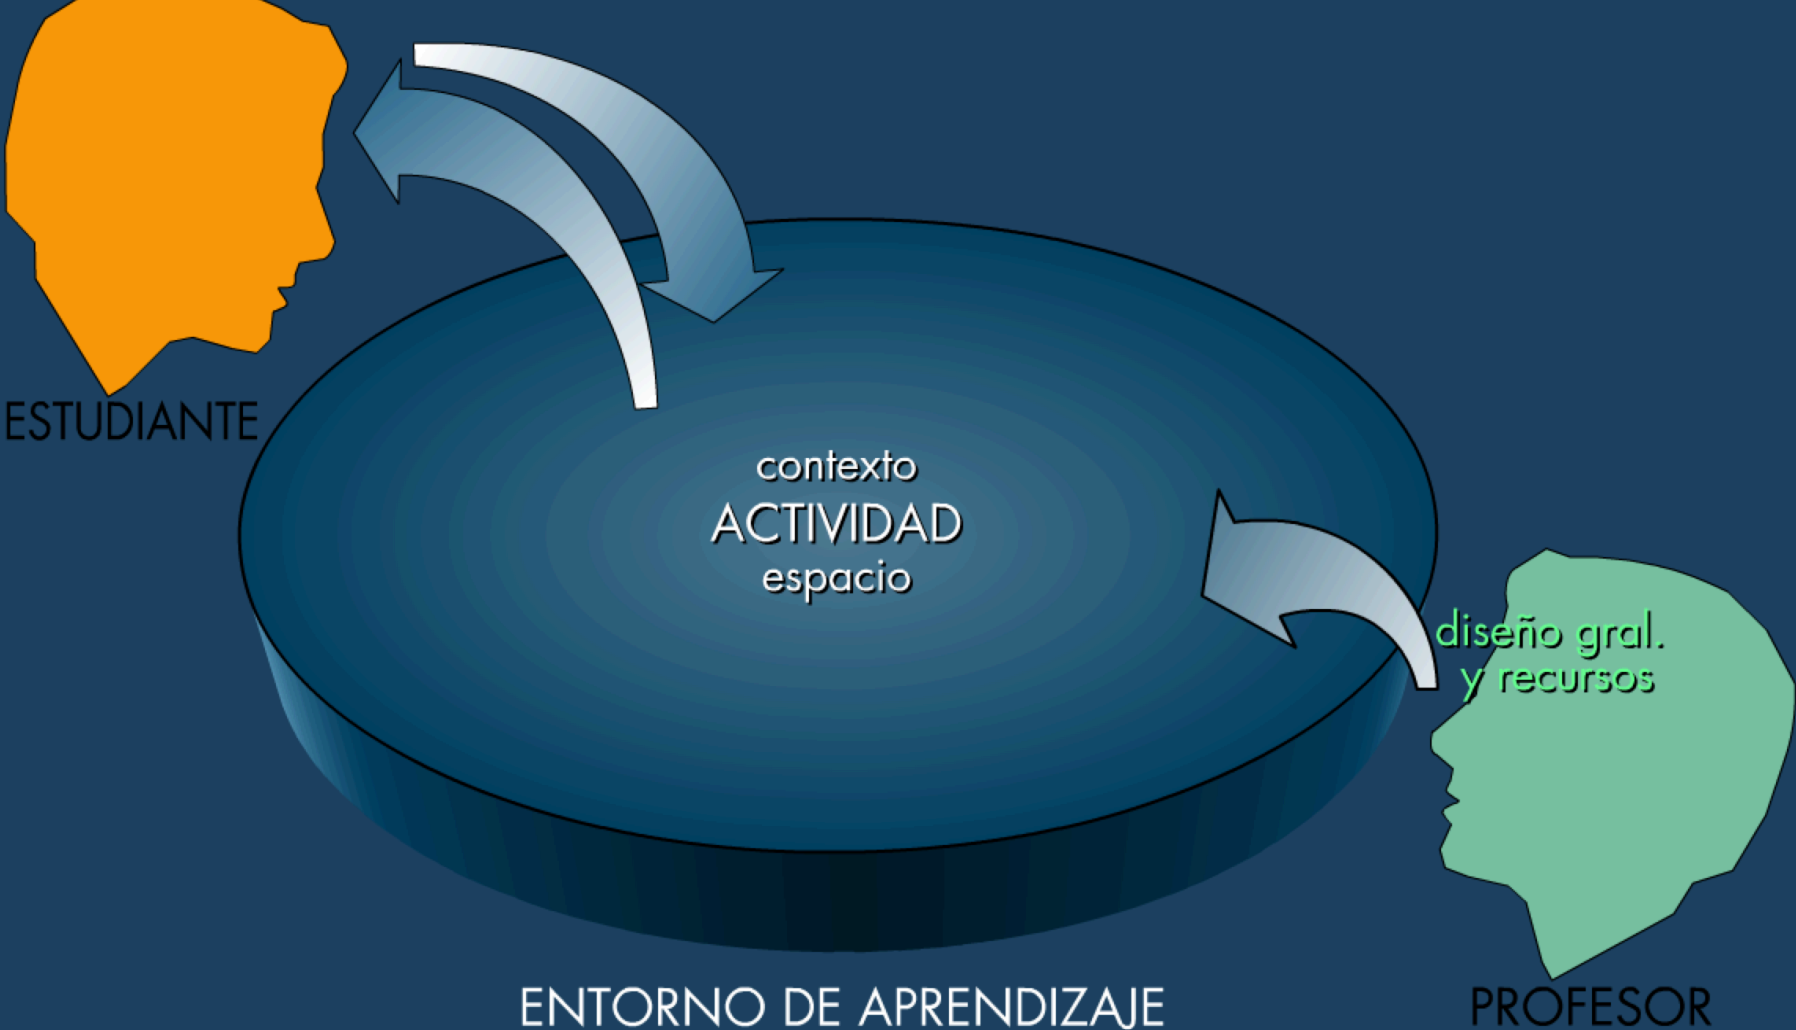 ESTUDIANTE
contexto
ACTIVIDAD
espacio
diseño gral.
y recursos
ENTORNO DE APRENDIZAJE
PROFESOR